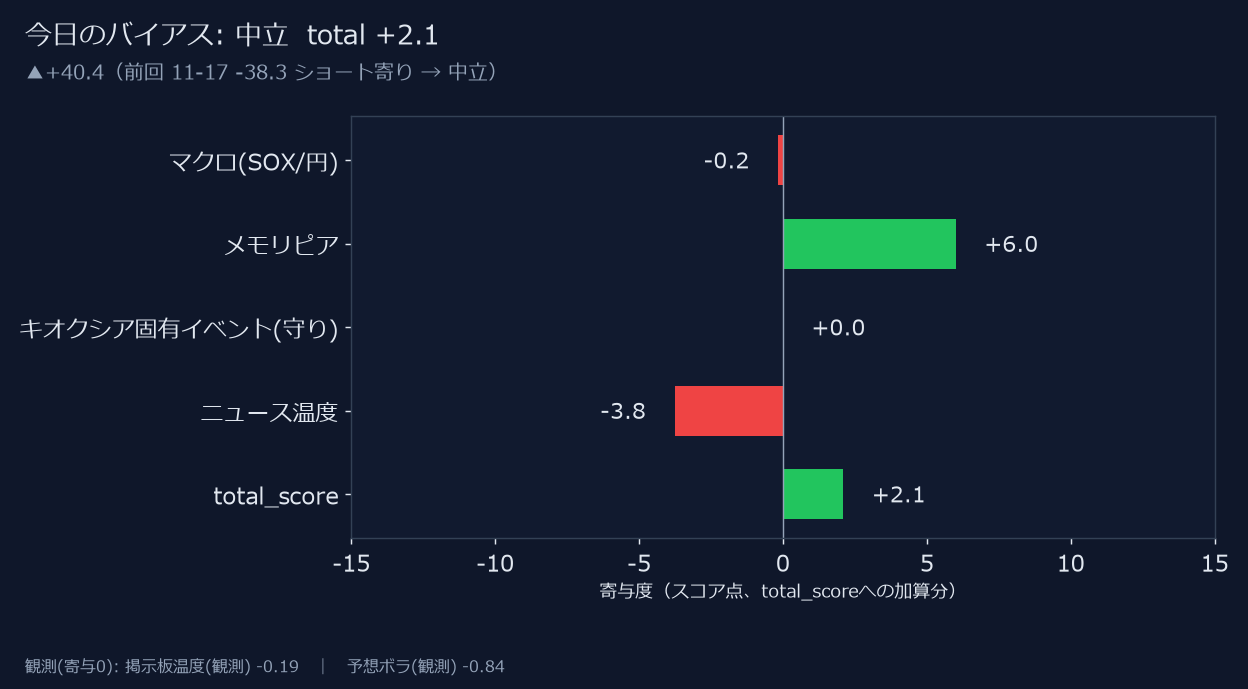 今日のバイアス: 中立  total +2.1
▲+40.4（前回 11-17 -38.3 ショート寄り → 中立）
マクロ(SOX/円)
-0.2
メモリピア
+6.0
キオクシア固有イベント(守り)
+0.0
ニュース温度
-3.8
total_score
+2.1
-15 -10 -5 0 5 10 15
寄与度（スコア点、total_scoreへの加算分）
観測(寄与0): 掲示板温度(観測) -0.19 ｜ 予想ボラ(観測) -0.84